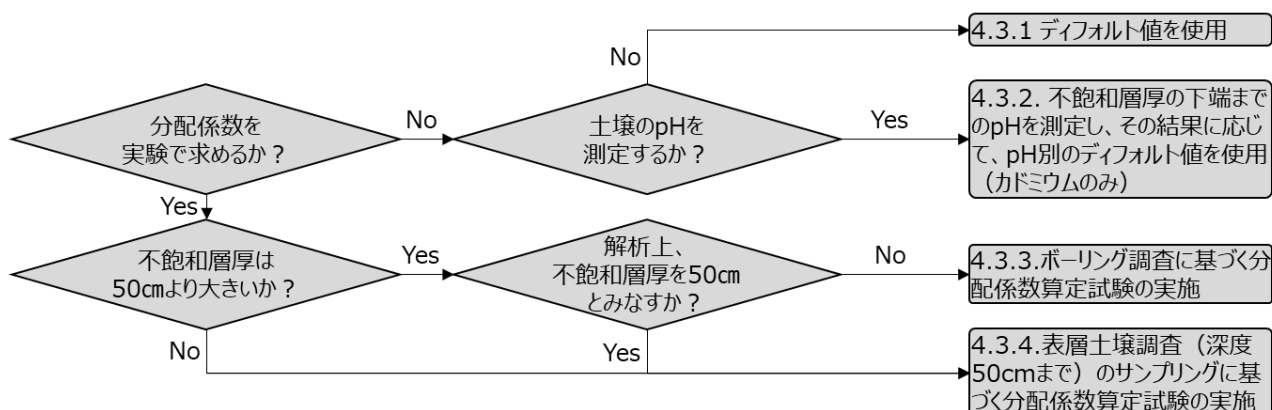 4.3.1 ディフォルト値を使用
No
分配係数を
実験で求めるか？
No
土壌のpHを
測定するか？
Yes
4.3.2. 不飽和層厚の下端まで
のpHを測定し、その結果に応じ
て、pH別のディフォルト値を使用
（カドミウムのみ）
Yes
不飽和層厚は
50㎝より大きいか？
Yes
解析上、
不飽和層厚を50㎝
とみなすか？
No
4.3.3.ボーリング調査に基づく分
配係数算定試験の実施
No
Yes
4.3.4.表層土壌調査（深度
50cmまで）のサンプリングに基
づく分配係数算定試験の実施